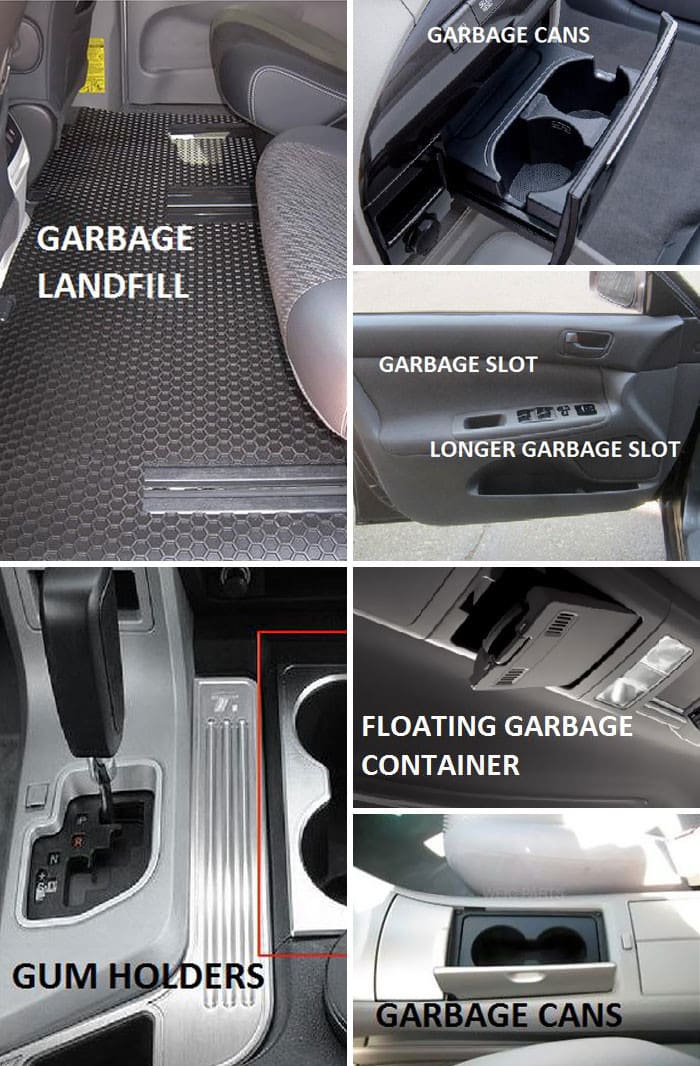 GARBAGE
LANDFILL
GARBAGE CANS
GARBAGE SLOT
LONGER GARBAGE SLOT
P
R
N
GUM HOLDERS
FLOATING GARBAGE
CONTAINER
GARBAGE CANS